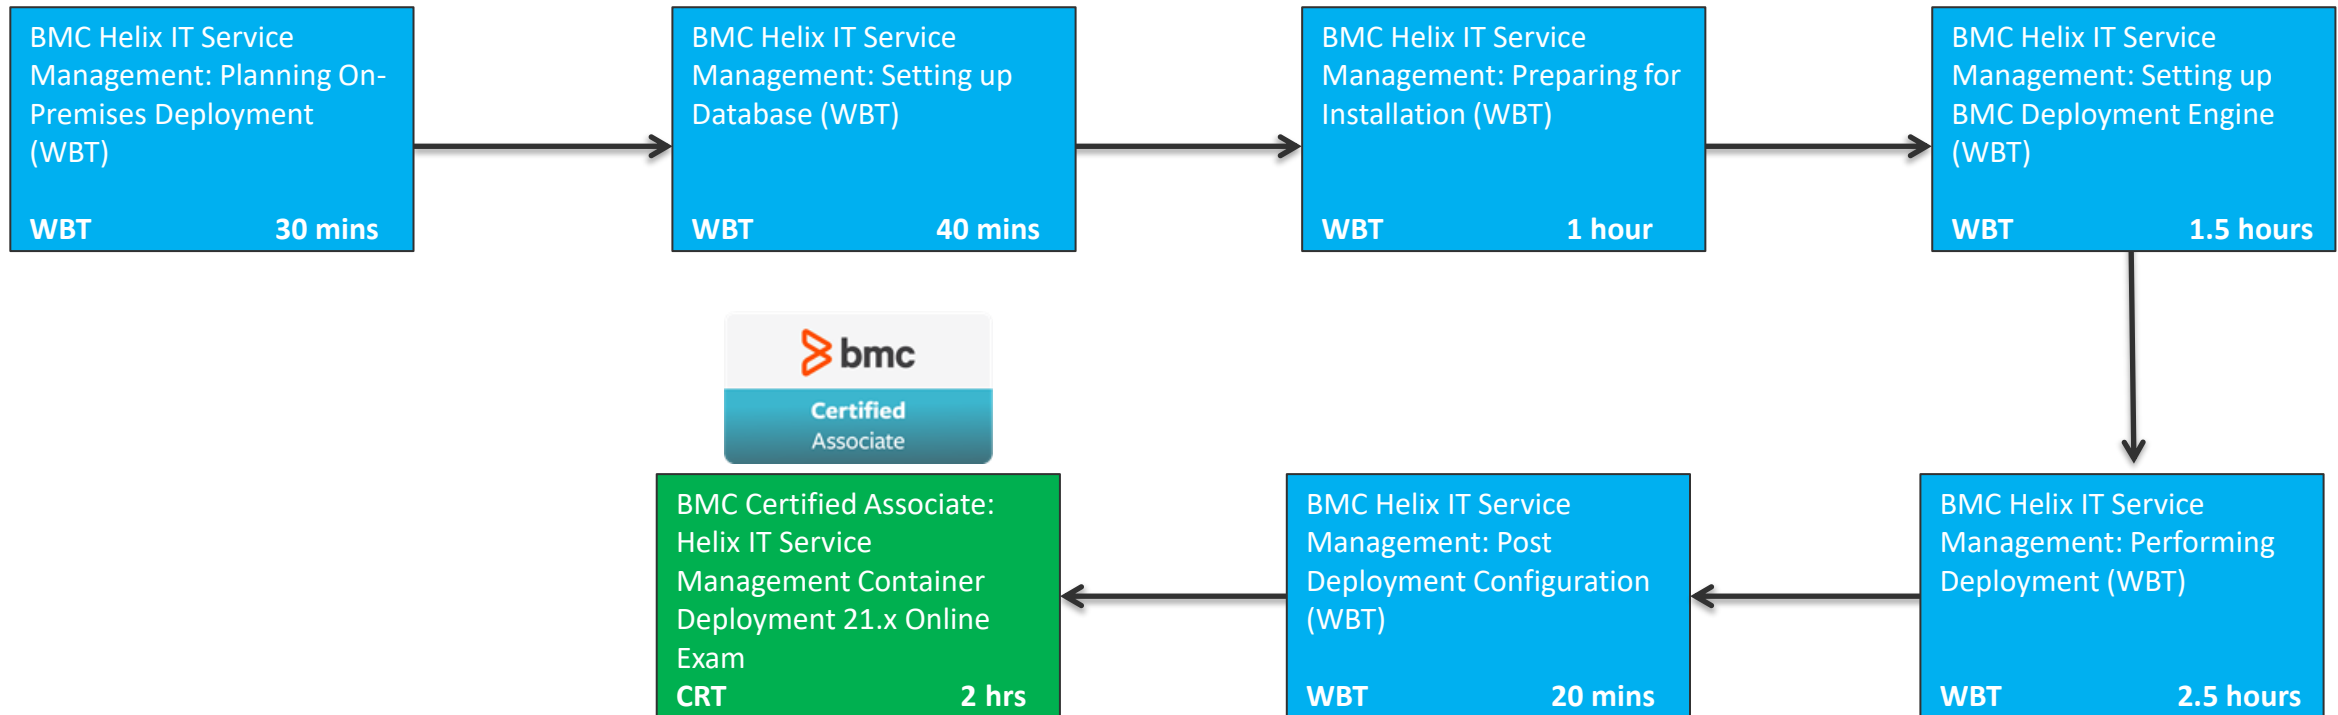 BMC Helix IT Service
Management: Planning On-
Premises Deployment
(WBT)
WBT 30 mins
BMC Helix IT Service
Management: Setting up
Database (WBT)
WBT 40 mins
BMC Helix IT Service
Management: Preparing for
Installation (WBT)
WBT 1 hour
BMC Helix IT Service
Management: Setting up
BMC Deployment Engine
(WBT)
WBT 1.5 hours
bmc
Certified
Associate
BMC Certified Associate:
Helix IT Service
Management Container
Deployment 21.x Online
Exam
CRT 2 hrs
BMC Helix IT Service
Management: Post
Deployment Configuration
(WBT)
WBT 20 mins
BMC Helix IT Service
Management: Performing
Deployment (WBT)
WBT 2.5 hours